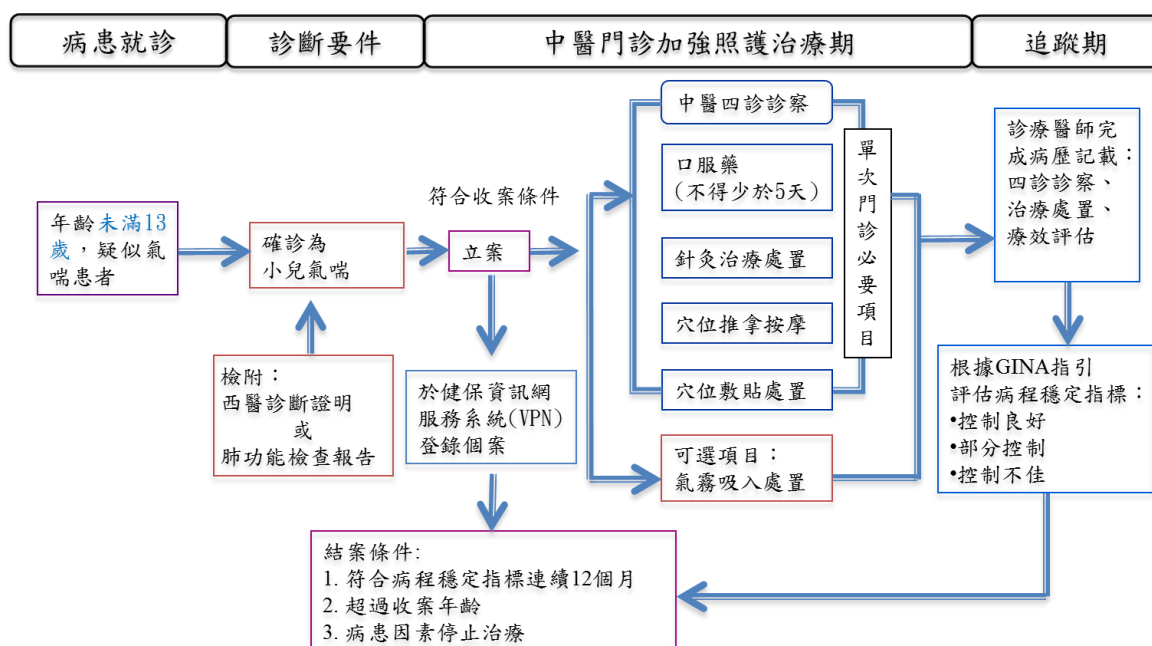 病患就診
診斷要件
中醫門診加強照護治療期
追蹤期
年齡未滿13
歲，疑似氣
喘患者
確診為
小兒氣喘
檢附：
西醫診斷證明
或
肺功能檢查報告
符合收案條件
立案
於健保資訊網
服務系統(VPN)
登錄個案
中醫四診診察
口服藥
(不得少於5天)
針灸治療處置
穴位推拿按摩
穴位敷貼處置
單次門診必要項目
可選項目：
氣霧吸入處置
診療醫師完
成病歷記載：
四診診察、
治療處置、
療效評估
根據GINA指引
評估病程穩定指標：
•控制良好
•部分控制
•控制不佳
結案條件:
1. 符合病程穩定指標連續12個月
2. 超過收案年齡
3. 病患因素停止治療